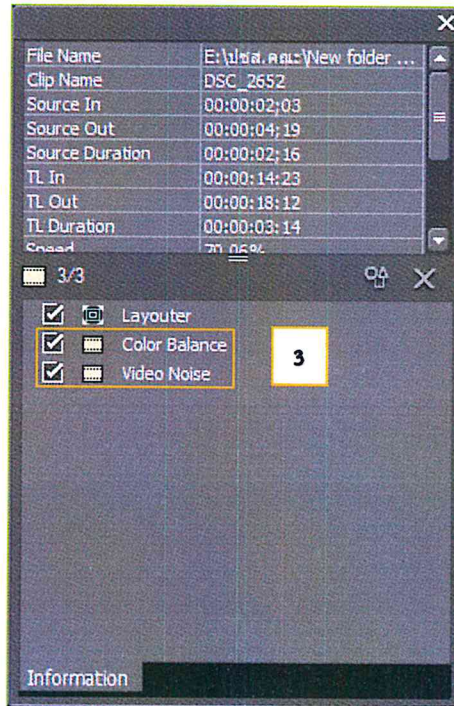 File Name E:\ปชส.คณะ\New folder ...
Clip Name DSC_2652
Source In 00:00:02;03
Source Out 00:00:04;19
Source Duration 00:00:02;16
TL In 00:00:14:23
TL Out 00:00:18:12
TL Duration 00:00:03:14
Speed 70.06%
3/3
Layouter
Color Balance
Video Noise
3
Information